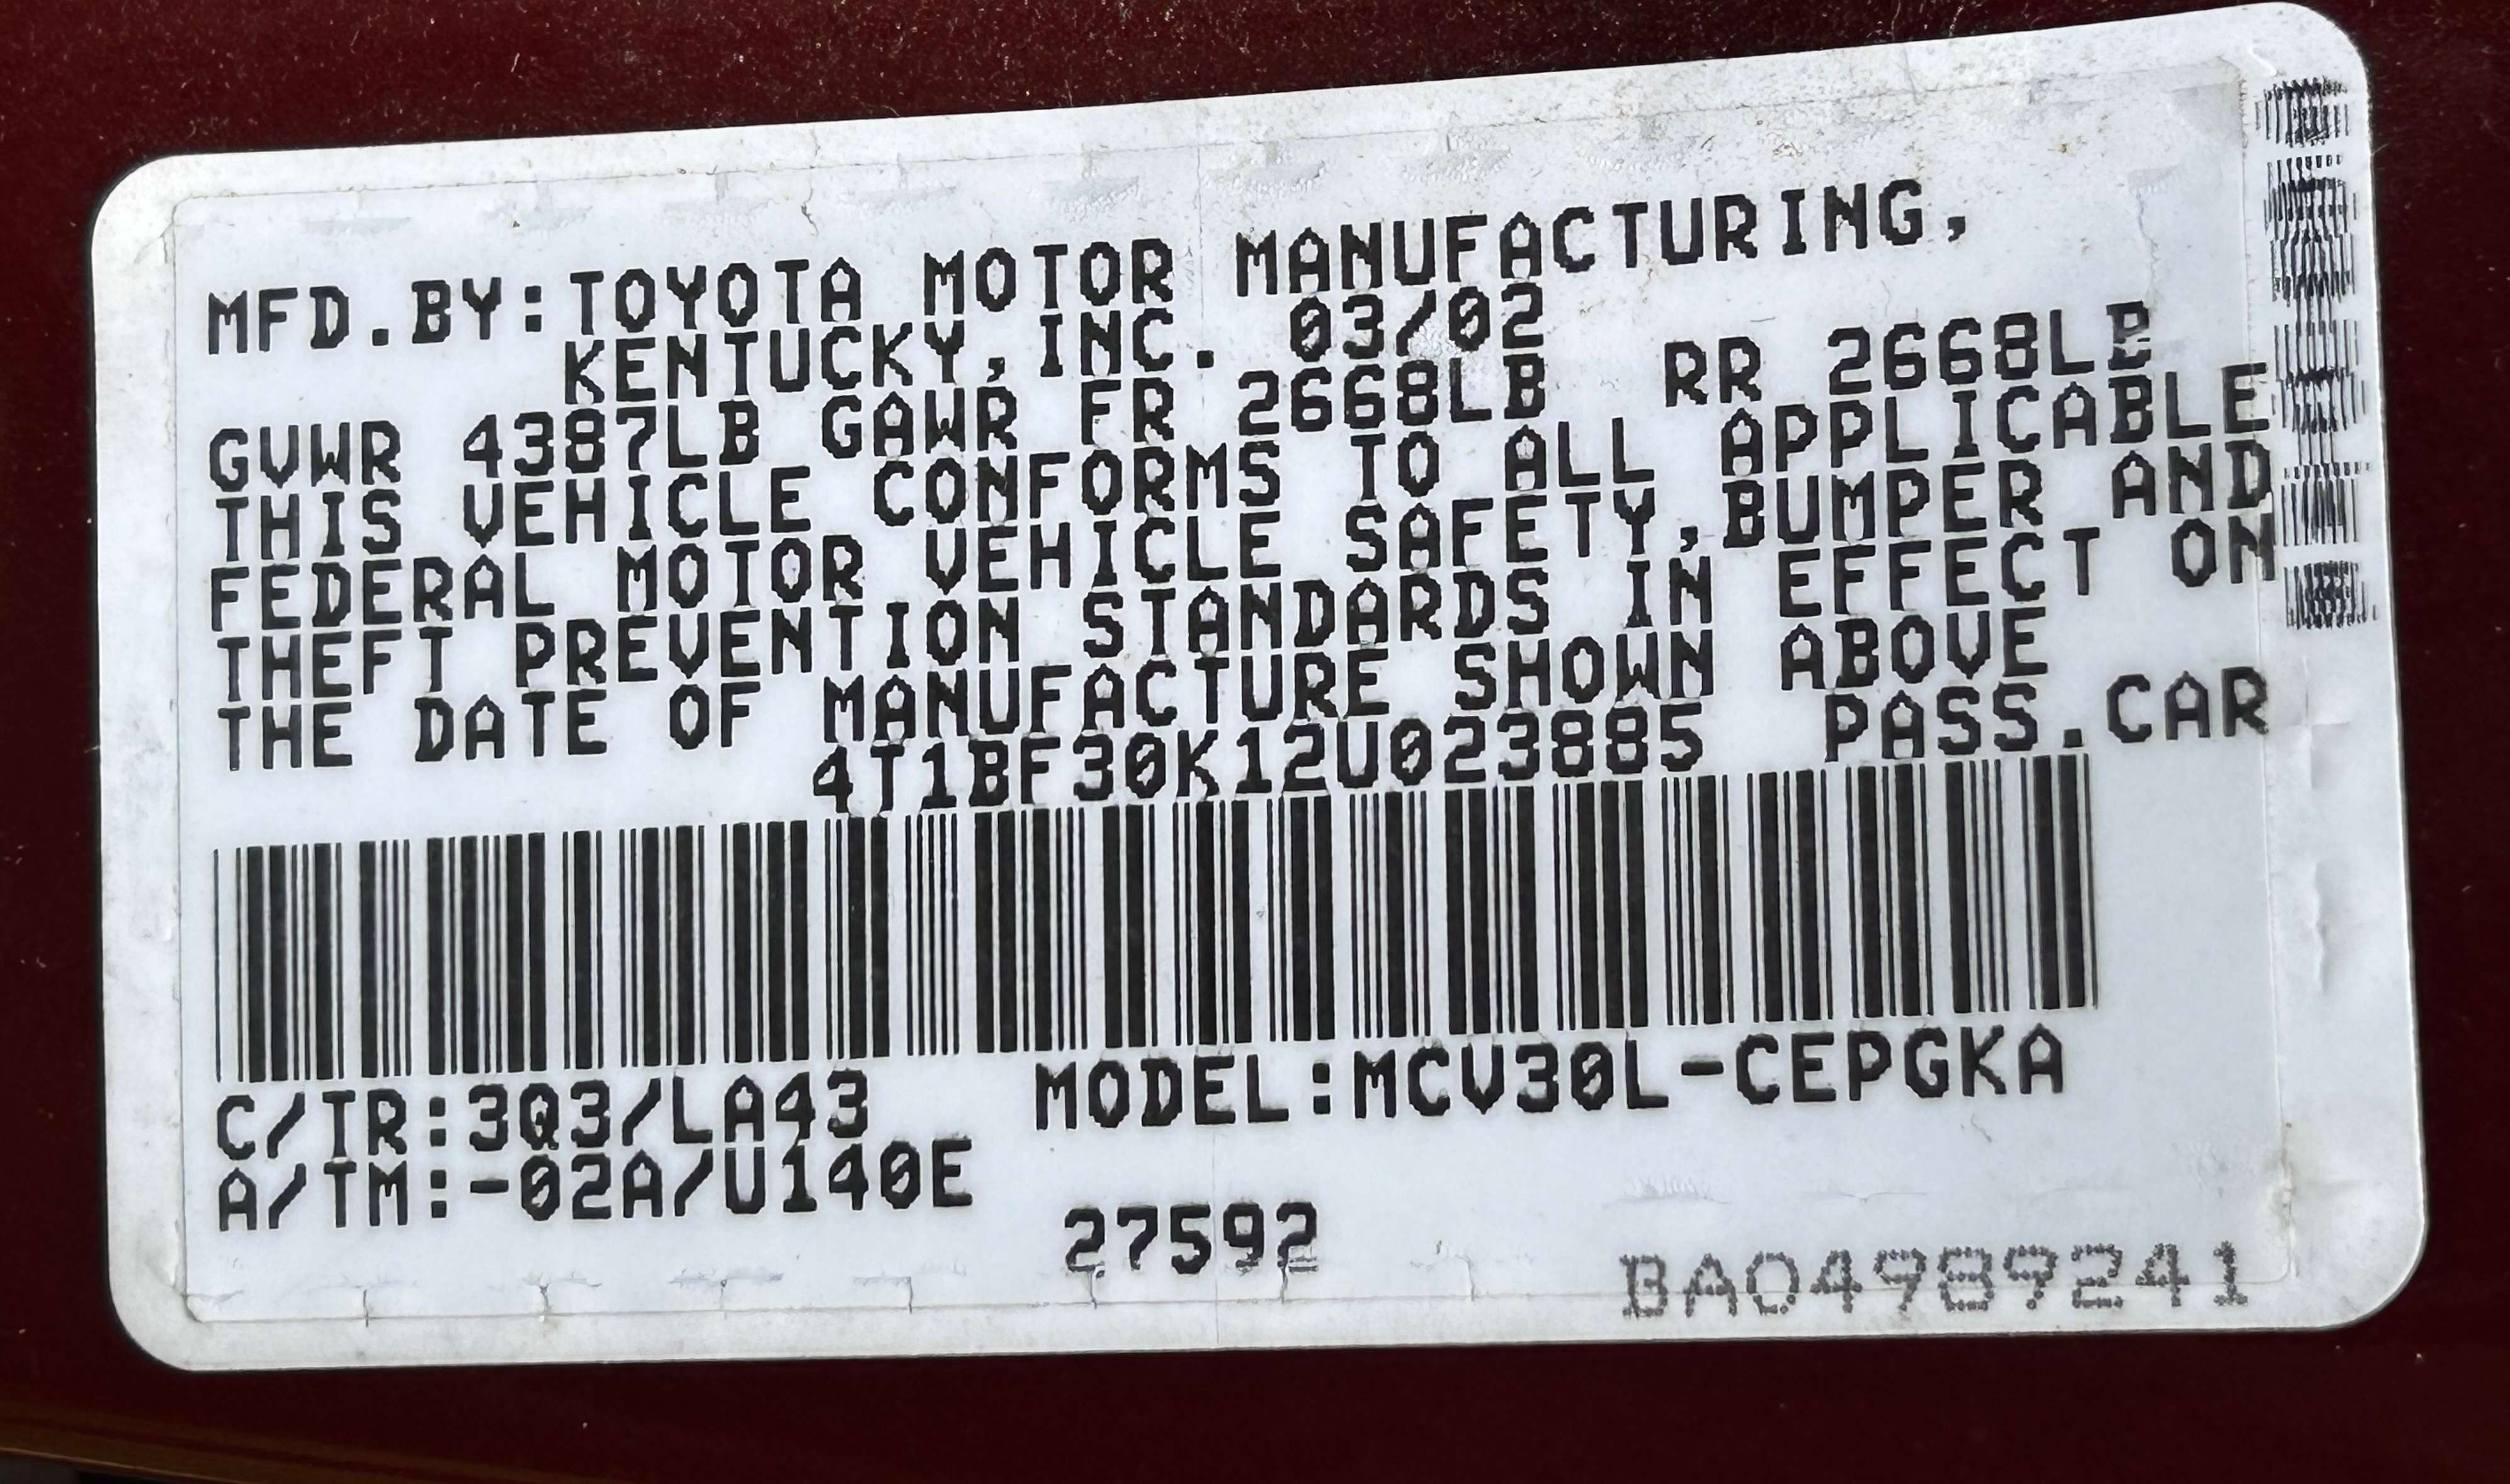 MFD.BY:TOYOTA MOTOR MANUFACTURING,
KENTUCKY,INC. 03/02
GVWR 4387LB GAWR FR 2668LB RR 2668LB
THIS VEHICLE CONFORMS TO ALL APPLICABLE
FEDERAL MOTOR VEHICLE SAFETY,BUMPER AND
THEFT PREVENTION STANDARDS IN EFFECT ON
THE DATE OF MANUFACTURE SHOWN ABOVE
4T1BF30K12U023885 PASS.CAR
C/TR:3Q3/LA43 MODEL:MCV30L-CEPGKA
A/TM:-02A/U140E
27592
BA04989241